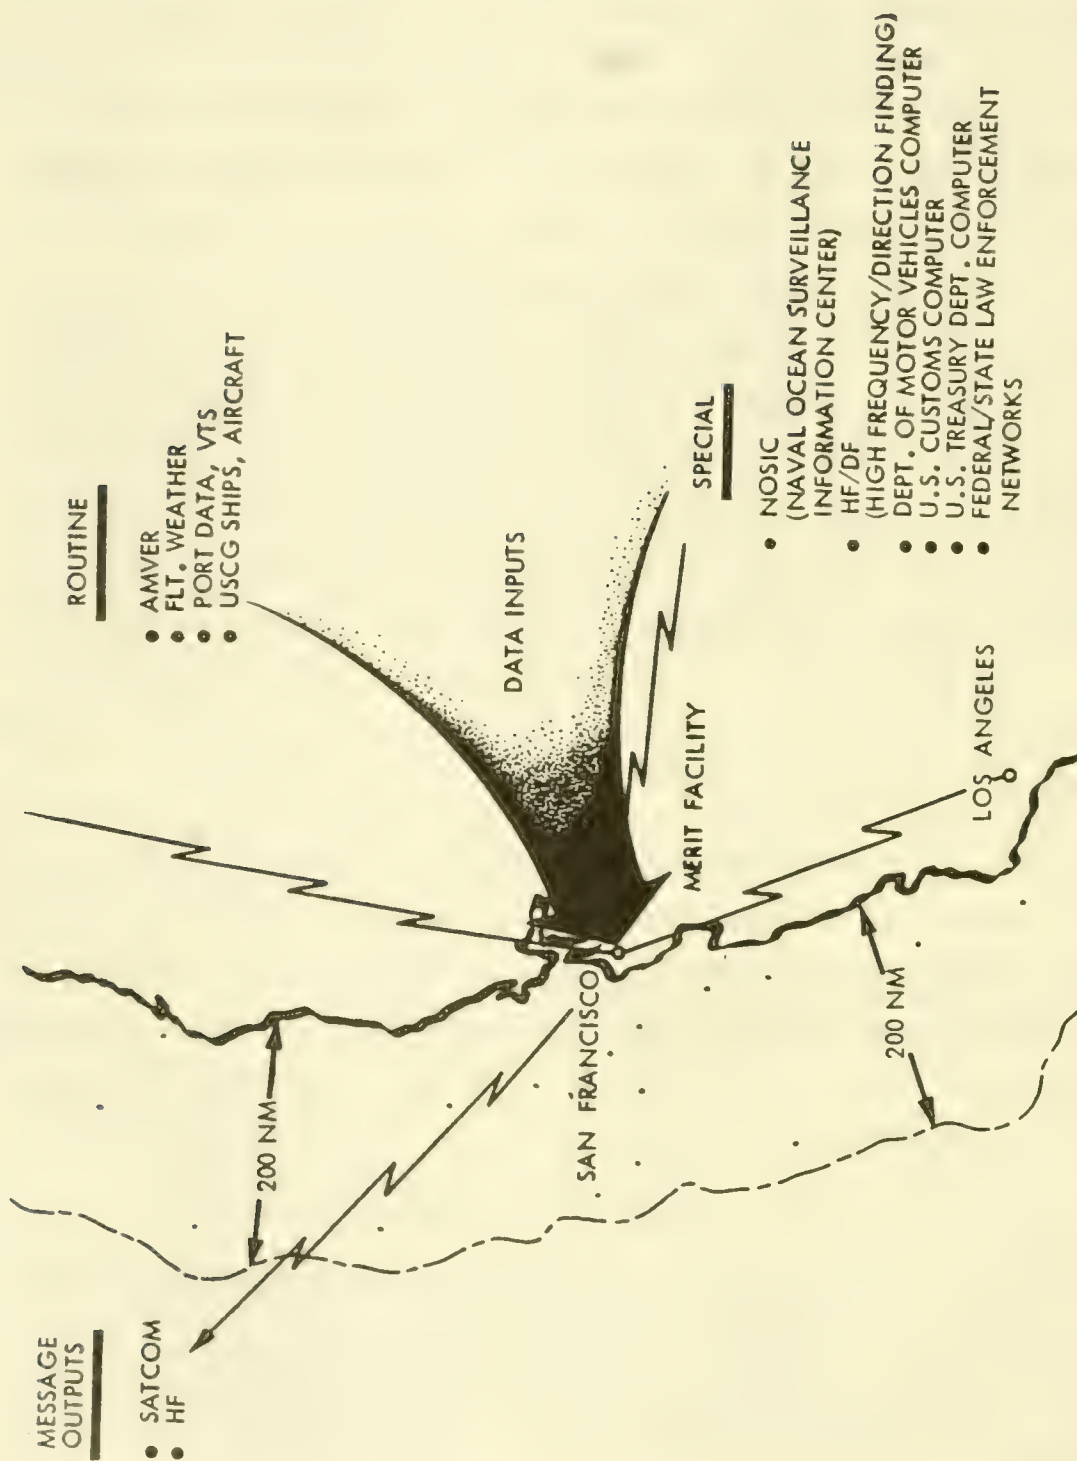 MESSAGE
OUTPUTS
• SATCOM
• HF
ROUTINE
• AMVER
• FLT. WEATHER
• PORT DATA, VTS
• USCG SHIPS, AIRCRAFT
200 NM
DATA INPUTS
SAN FRANCISCO
MERIT FACILITY
SPECIAL
• NOSIC
(NAVAL OCEAN SURVEILLANCE
INFORMATION CENTER)
• HF/DF
(HIGH FREQUENCY/DIRECTION FINDING)
• DEPT. OF MOTOR VEHICLES COMPUTER
• U.S. CUSTOMS COMPUTER
• U.S. TREASURY DEPT. COMPUTER
• FEDERAL/STATE LAW ENFORCEMENT
NETWORKS
200 NM
LOS ANGELES